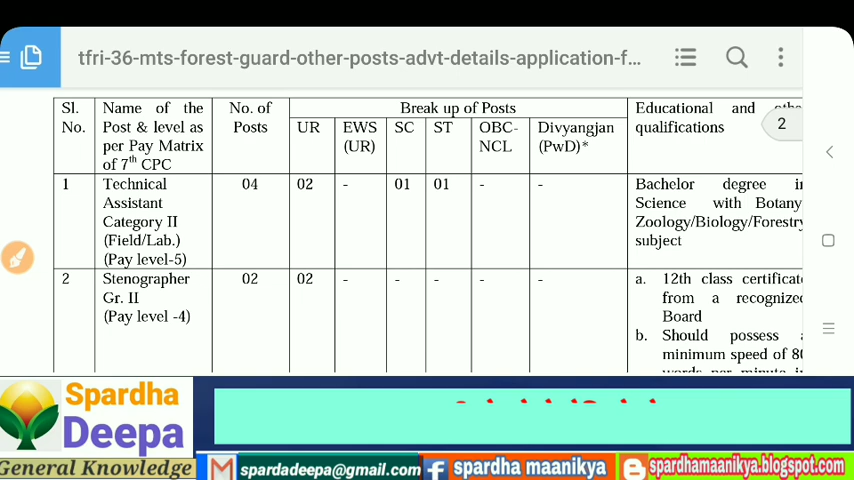 tfri-36-mts-forest-guard-other-posts-advt-details-application-f...
Sl. No.
Name of the Post & level as per Pay Matrix of 7th CPC
No. of Posts
Break up of Posts
UR
EWS (UR)
SC
ST
OBC-NCL
Divyangjan (PwD)*
Educational and
qualifications
2
1
Technical Assistant Category II (Field/Lab.) (Pay level-5)
04
02
-
01
01
-
-
Bachelor degree in
Science with Botany
Zoology/Biology/Forestry
subject
2
Stenographer Gr. II (Pay level -4)
02
02
-
-
-
-
-
a. 12th class certificate
from a recognized
Board
b. Should possess a
minimum speed of 80
words per minute in
Spardha
Deepa
General Knowledge
spardadeepa@gmail.com
spardha maanikya
spardhamaanikya.blogspot.com